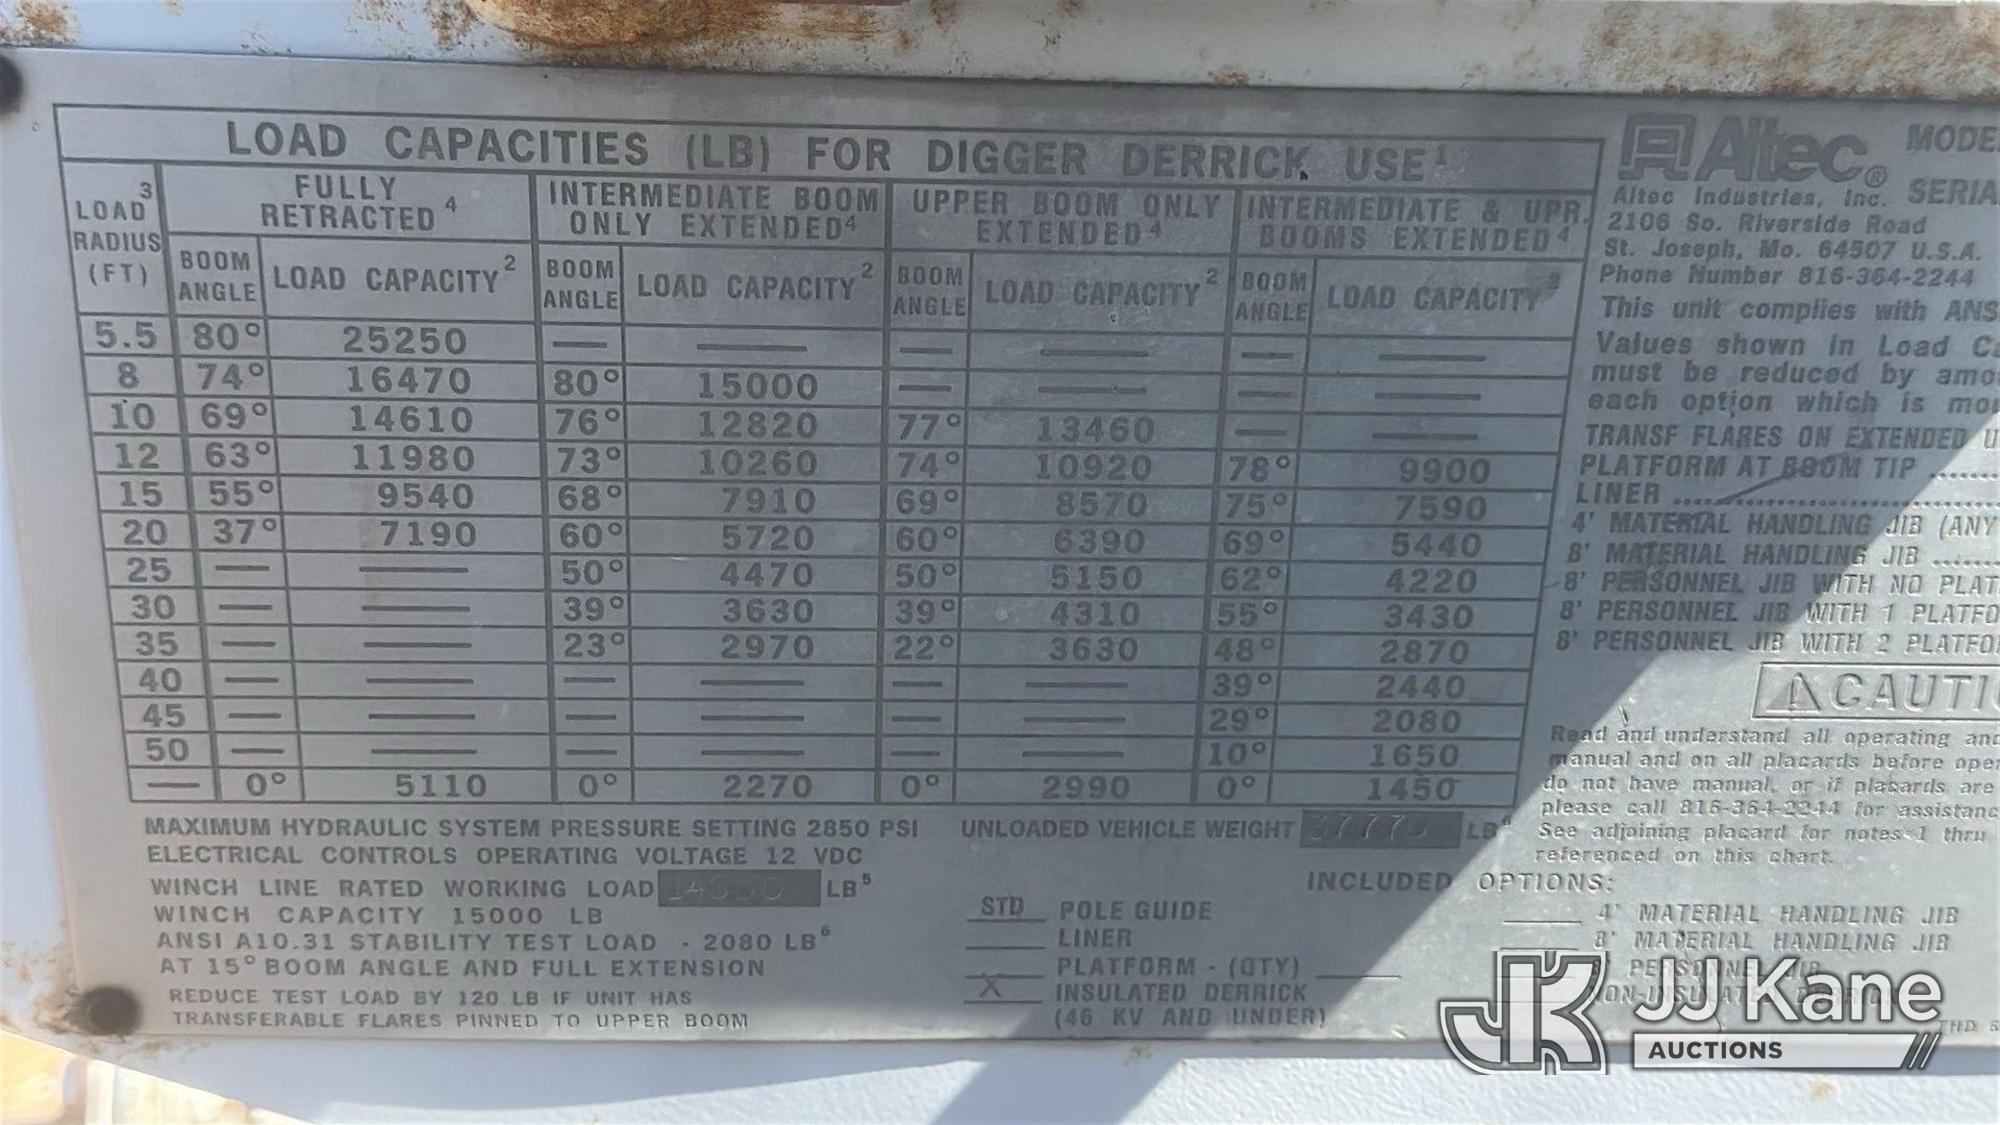 LOAD CAPACITIES (LB) FOR DIGGER DERRICK USE¹
LOAD³ RADIUS (FT)
FULLY RETRACTED⁴
INTERMEDIATE BOOM ONLY EXTENDED⁴
UPPER BOOM ONLY EXTENDED⁴
INTERMEDIATE & UPR. BOOMS EXTENDED⁴
BOOM ANGLE LOAD CAPACITY² BOOM ANGLE LOAD CAPACITY² BOOM ANGLE LOAD CAPACITY² BOOM ANGLE LOAD CAPACITY
5.5 80° 25250 — — — — — —
8 74° 16470 80° 15000 — — — —
10 69° 14610 76° 12820 77° 13460 — —
12 63° 11980 73° 10260 74° 10920 78° 9900
15 55° 9540 68° 7910 69° 8570 75° 7590
20 37° 7190 60° 5720 60° 6390 69° 5440
25 — — 50° 4470 50° 5150 62° 4220
30 — — 39° 3630 39° 4310 55° 3430
35 — — 23° 2970 22° 3630 48° 2870
40 — — — — — — 39° 2440
45 — — — — — — 29° 2080
50 — — — — — — 10° 1650
— 0° 5110 0° 2270 0° 2990 0° 1450
MAXIMUM HYDRAULIC SYSTEM PRESSURE SETTING 2850 PSI
ELECTRICAL CONTROLS OPERATING VOLTAGE 12 VDC
WINCH LINE RATED WORKING LOAD LB⁵
WINCH CAPACITY 15000 LB
ANSI A10.31 STABILITY TEST LOAD - 2080 LB⁶
AT 15° BOOM ANGLE AND FULL EXTENSION
REDUCE TEST LOAD BY 120 LB IF UNIT HAS
TRANSFERABLE FLARES PINNED TO UPPER BOOM
UNLOADED VEHICLE WEIGHT LB
INCLUDED OPTIONS:
STD POLE GUIDE
LINER
PLATFORM - (QTY)
X INSULATED DERRICK
(46 KV AND UNDER)
4' MATERIAL HANDLING JIB
8' MATERIAL HANDLING JIB
PERSONNEL JIB
Altec®
MODE
Altec Industries, Inc. SERIA
2106 So. Riverside Road
St. Joseph, Mo. 64507 U.S.A.
Phone Number 816-364-2244
This unit complies with ANS
Values shown in Load Ca
must be reduced by amo
each option which is mou
TRANSF FLARES ON EXTENDED U
PLATFORM AT BOOM TIP ......
LINER ......
4' MATERIAL HANDLING JIB (ANY
8' MATERIAL HANDLING JIB ......
8' PERSONNEL JIB WITH NO PLAT
8' PERSONNEL JIB WITH 1 PLATFO
8' PERSONNEL JIB WITH 2 PLATFO
CAUTIO
Read and understand all operating and
manual and on all placards before oper
do not have manual, or if placards are
please call 816-364-2244 for assistanc
See adjoining placard for notes 1 thru
referenced on this chart.
JK JJ Kane
AUCTIONS